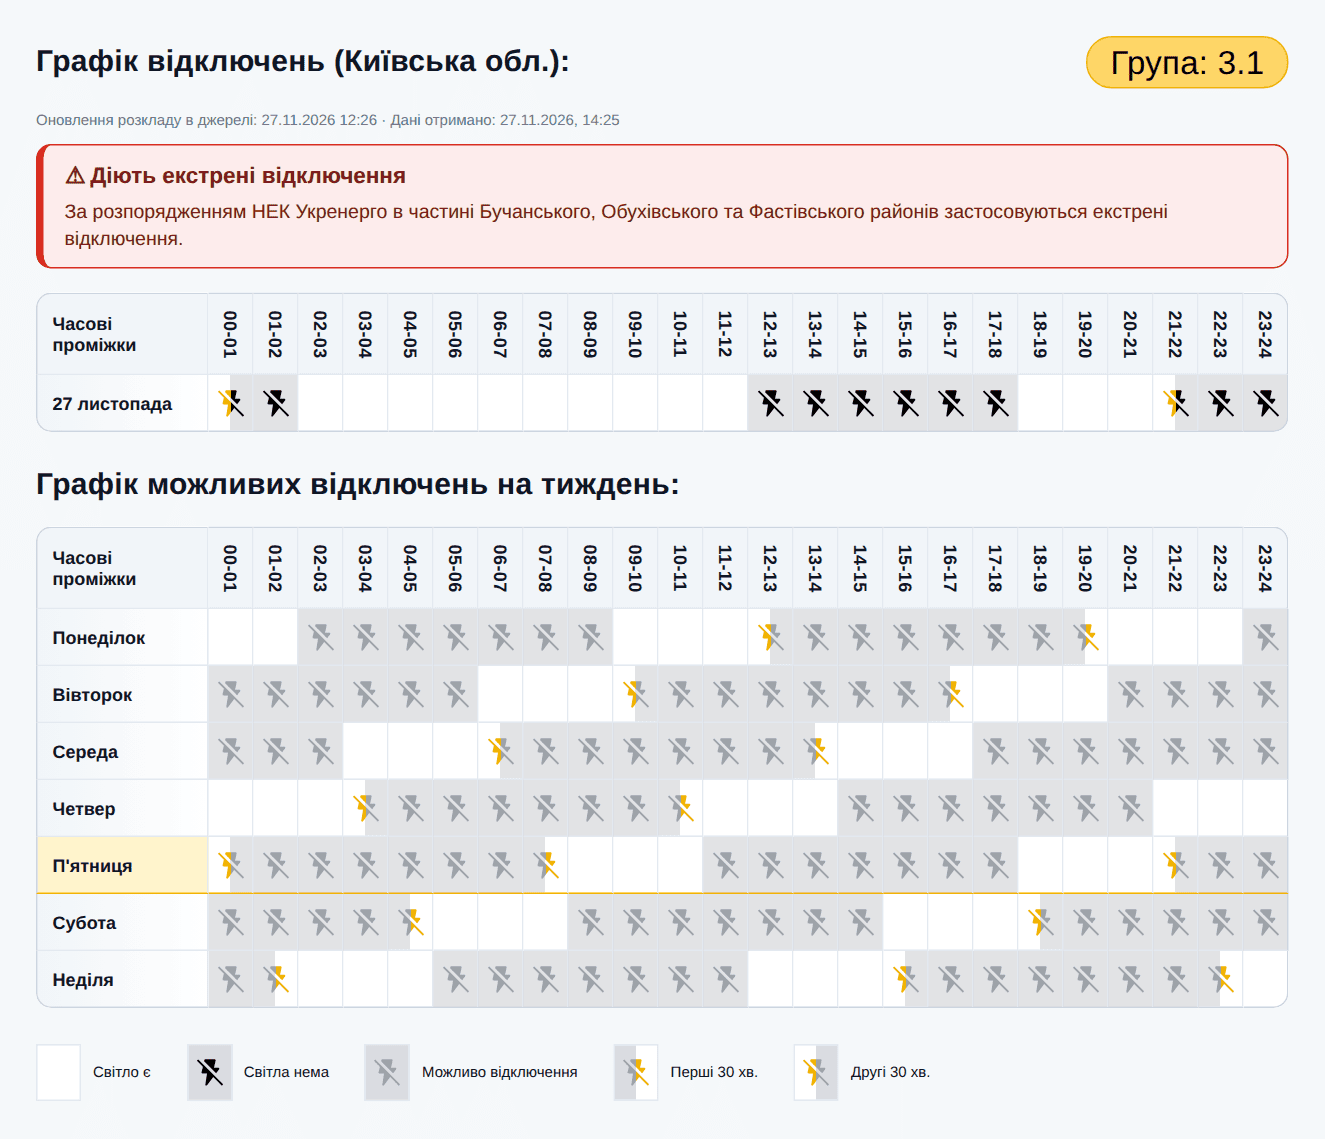 Графік відключень (Київська обл.):
Група: 3.1
Оновлення розкладу в джерелі: 27.11.2026 12:26 · Дані отримано: 27.11.2026, 14:25
⚠ Діють екстрені відключення
За розпорядженням НЕК Укренерго в частині Бучанського, Обухівського та Фастівського районів застосовуються екстрені
відключення.
Часові проміжки 00-01 01-02 02-03 03-04 04-05 05-06 06-07 07-08 08-09 09-10 10-11 11-12 12-13 13-14 14-15 15-16 16-17 17-18 18-19 19-20 20-21 21-22 22-23 23-24
27 листопада
Графік можливих відключень на тиждень:
Часові проміжки 00-01 01-02 02-03 03-04 04-05 05-06 06-07 07-08 08-09 09-10 10-11 11-12 12-13 13-14 14-15 15-16 16-17 17-18 18-19 19-20 20-21 21-22 22-23 23-24
Понеділок
Вівторок
Середа
Четвер
П'ятниця
Субота
Неділя
Світло є Світла нема Можливо відключення Перші 30 хв. Другі 30 хв.